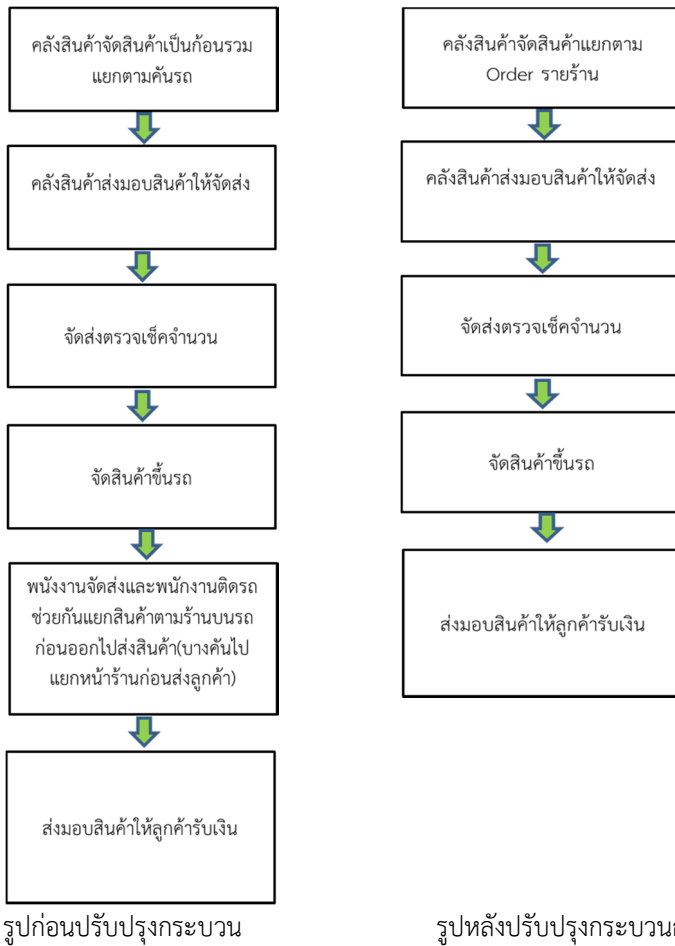 คลังสินค้าจัดสินค้าเป็นก้อนรวม
แยกตามคันรถ
คลังสินค้าส่งมอบสินค้าให้จัดส่ง
จัดส่งตรวจเช็คจำนวน
จัดสินค้าขึ้นรถ
พนังงานจัดส่งและพนักงานติดรถ
ช่วยกันแยกสินค้าตามร้านบนรถ
ก่อนออกไปส่งสินค้า(บางคันไป
แยกหน้าร้านก่อนส่งลูกค้า)
ส่งมอบสินค้าให้ลูกค้ารับเงิน
รูปก่อนปรับปรุงกระบวน
คลังสินค้าจัดสินค้าแยกตาม
Order รายร้าน
คลังสินค้าส่งมอบสินค้าให้จัดส่ง
จัดส่งตรวจเช็คจำนวน
จัดสินค้าขึ้นรถ
ส่งมอบสินค้าให้ลูกค้ารับเงิน
รูปหลังปรับปรุงกระบวน